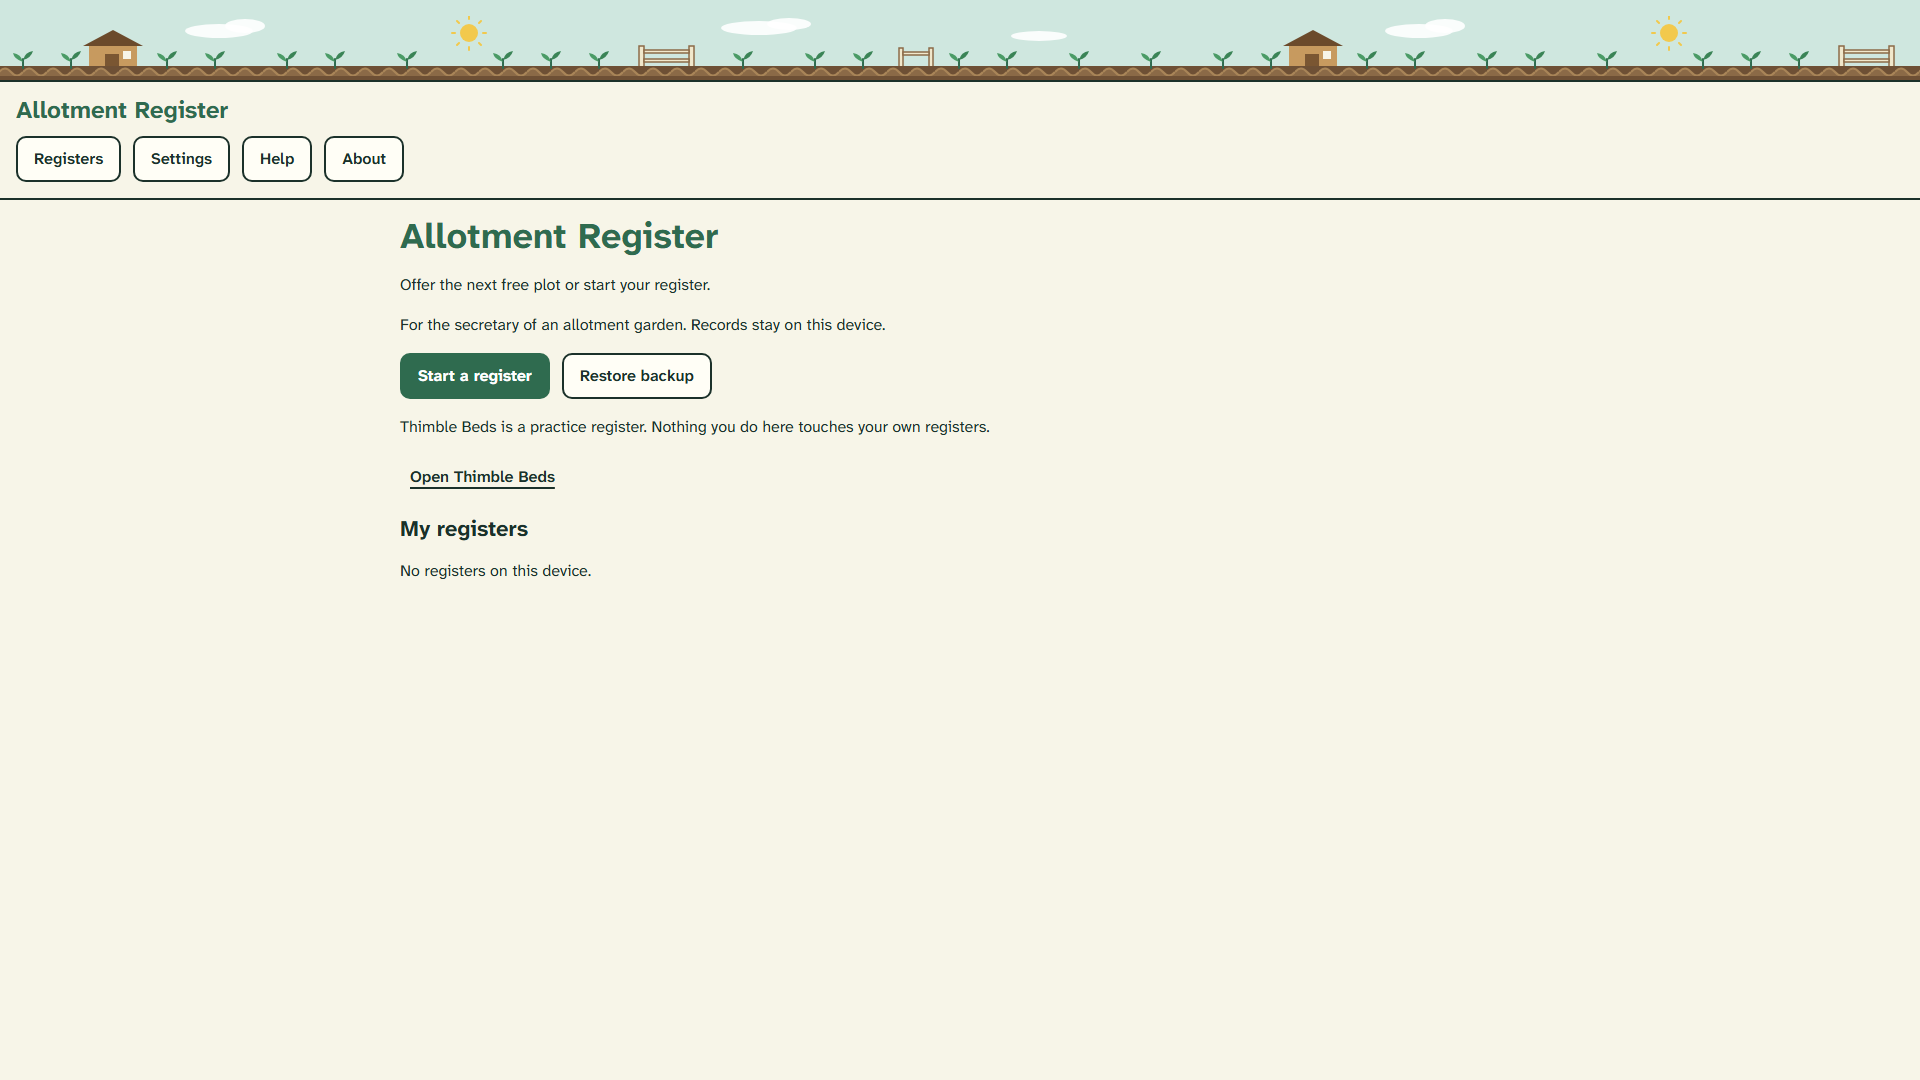 Allotment Register
Registers
Settings
Help
About
Allotment Register
Offer the next free plot or start your register.
For the secretary of an allotment garden. Records stay on this device.
Start a register
Restore backup
Thimble Beds is a practice register. Nothing you do here touches your own registers.
Open Thimble Beds
My registers
No registers on this device.